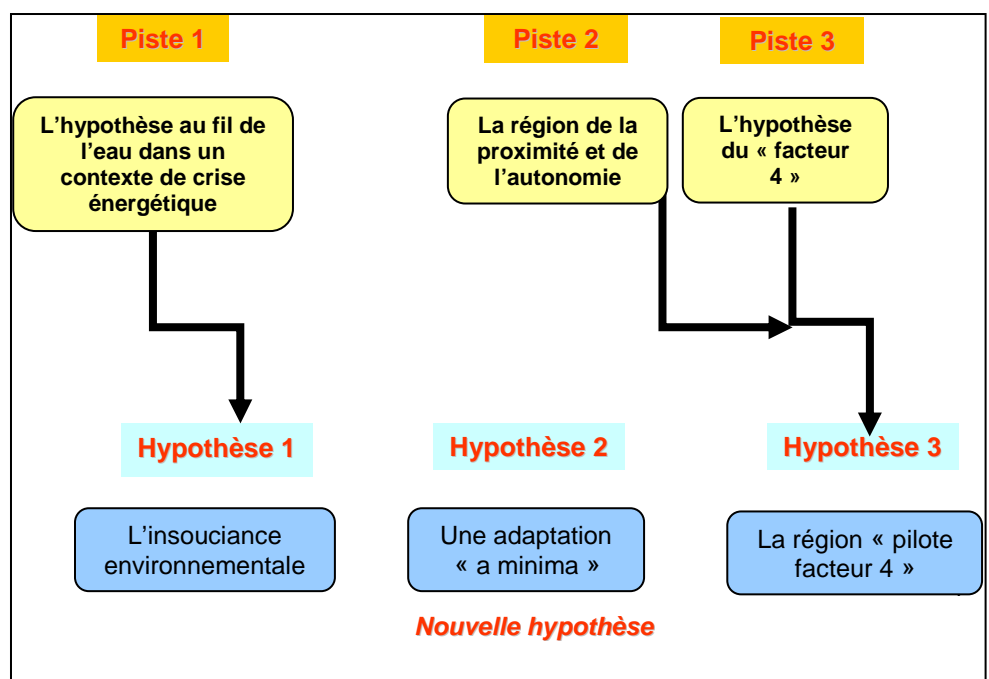 Piste 1
Piste 2
Piste 3
L'hypothèse au fil de
l'eau dans un
contexte de crise
énergétique
La région de la
proximité et de
l'autonomie
L'hypothèse
du « facteur
4 »
Hypothèse 1
Hypothèse 2
Hypothèse 3
L'insouciance
environnementale
Une adaptation
« a minima »
La région « pilote
facteur 4 »
Nouvelle hypothèse